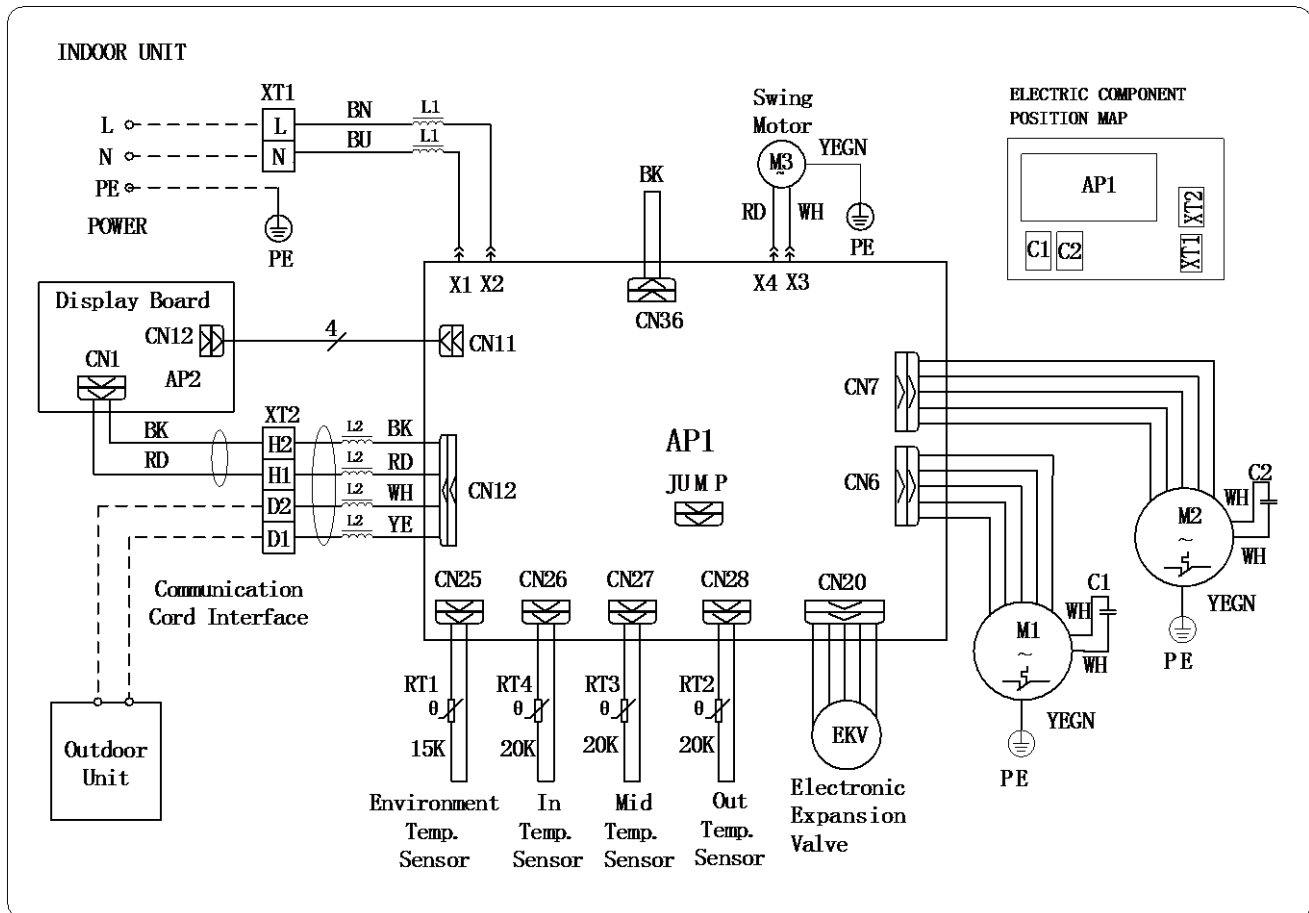 INDOOR UNIT
XT1
L
N
PE
POWER
L
N
BN
BU
L1
L1
PE
X1 X2
BK
CN36
Swing
Motor
M3
~
YEGN
RD
WH
PE
X4 X3
ELECTRIC COMPONENT
POSITION MAP
AP1
C1
C2
XT2
XT1
Display Board
CN12
CN1
AP2
4
CN11
BK
RD
XT2
H2
H1
D2
D1
L2
L2
L2
L2
BK
RD
WH
YE
CN12
Communication
Cord Interface
Outdoor
Unit
AP1
JUMP
CN7
CN6
M2
~
WH
C2
WH
YEGN
PE
M1
~
C1
WH
WH
YEGN
PE
CN25
CN26
CN27
CN28
CN20
RT1
θ
15K
RT4
θ
20K
RT3
θ
20K
RT2
θ
20K
EKV
Environment
Temp.
Sensor
In
Temp.
Sensor
Mid
Temp.
Sensor
Out
Temp.
Sensor
Electronic
Expansion
Valve